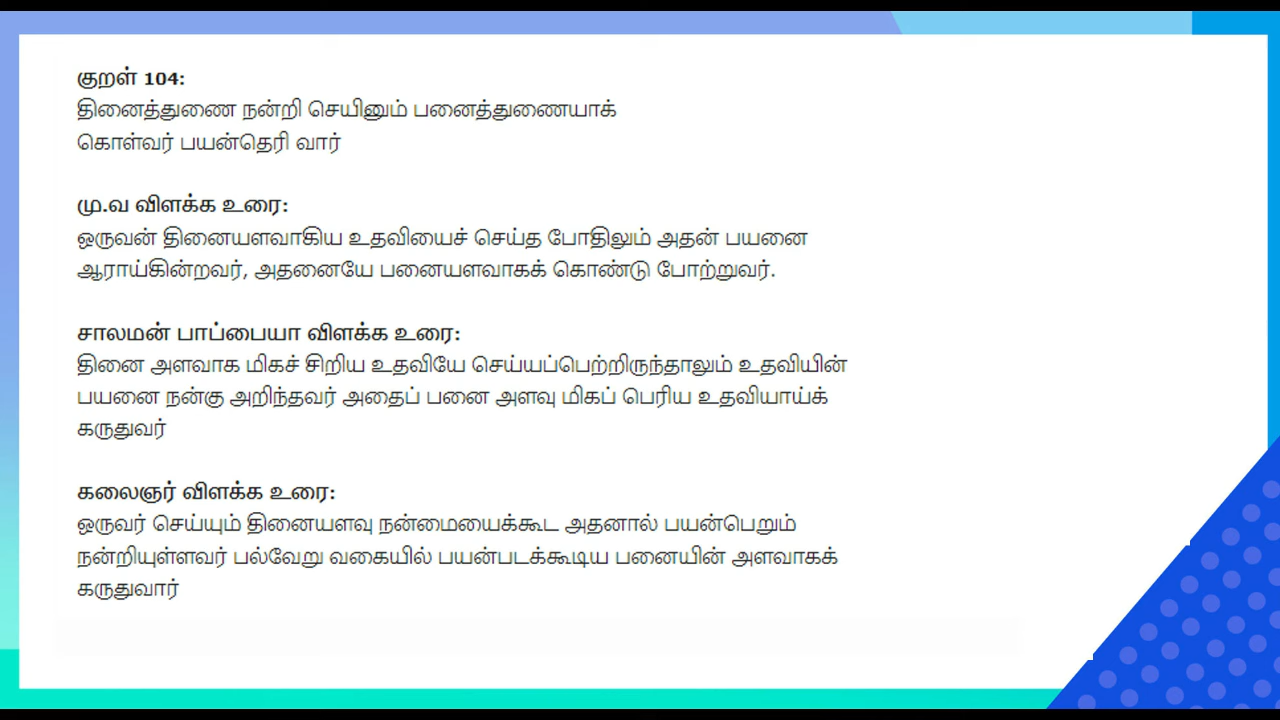 குறள் 104:
தினைத்துணை நன்றி செயினும் பனைத்துணையாக்
கொள்வர் பயன்தெரி வார்
மு.வ விளக்க உரை:
ஒருவன் தினையளவாகிய உதவியைச் செய்த போதிலும் அதன் பயனை
ஆராய்கின்றவர், அதனையே பனையளவாகக் கொண்டு போற்றுவர்.
சாலமன் பாப்பையா விளக்க உரை:
தினை அளவாக மிகச் சிறிய உதவியே செய்யப்பெற்றிருந்தாலும் உதவியின்
பயனை நன்கு அறிந்தவர் அதைப் பனை அளவு மிகப் பெரிய உதவியாய்க்
கருதுவர்
கலைஞர் விளக்க உரை:
ஒருவர் செய்யும் தினையளவு நன்மையைக்கூட அதனால் பயன்பெறும்
நன்றியுள்ளவர் பல்வேறு வகையில் பயன்படக்கூடிய பனையின் அளவாகக்
கருதுவார்